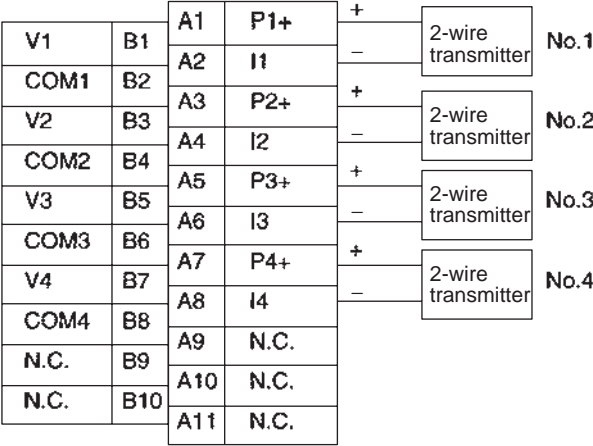 A1 P1+ + 2-wire transmitter No.1
V1 B1
A2 I1 −
COM1 B2
A3 P2+ + 2-wire transmitter No.2
V2 B3
A4 I2 −
COM2 B4
A5 P3+ + 2-wire transmitter No.3
V3 B5
A6 I3 −
COM3 B6
A7 P4+ + 2-wire transmitter No.4
V4 B7
A8 I4 −
COM4 B8
A9 N.C.
N.C. B9
A10 N.C.
N.C. B10
A11 N.C.